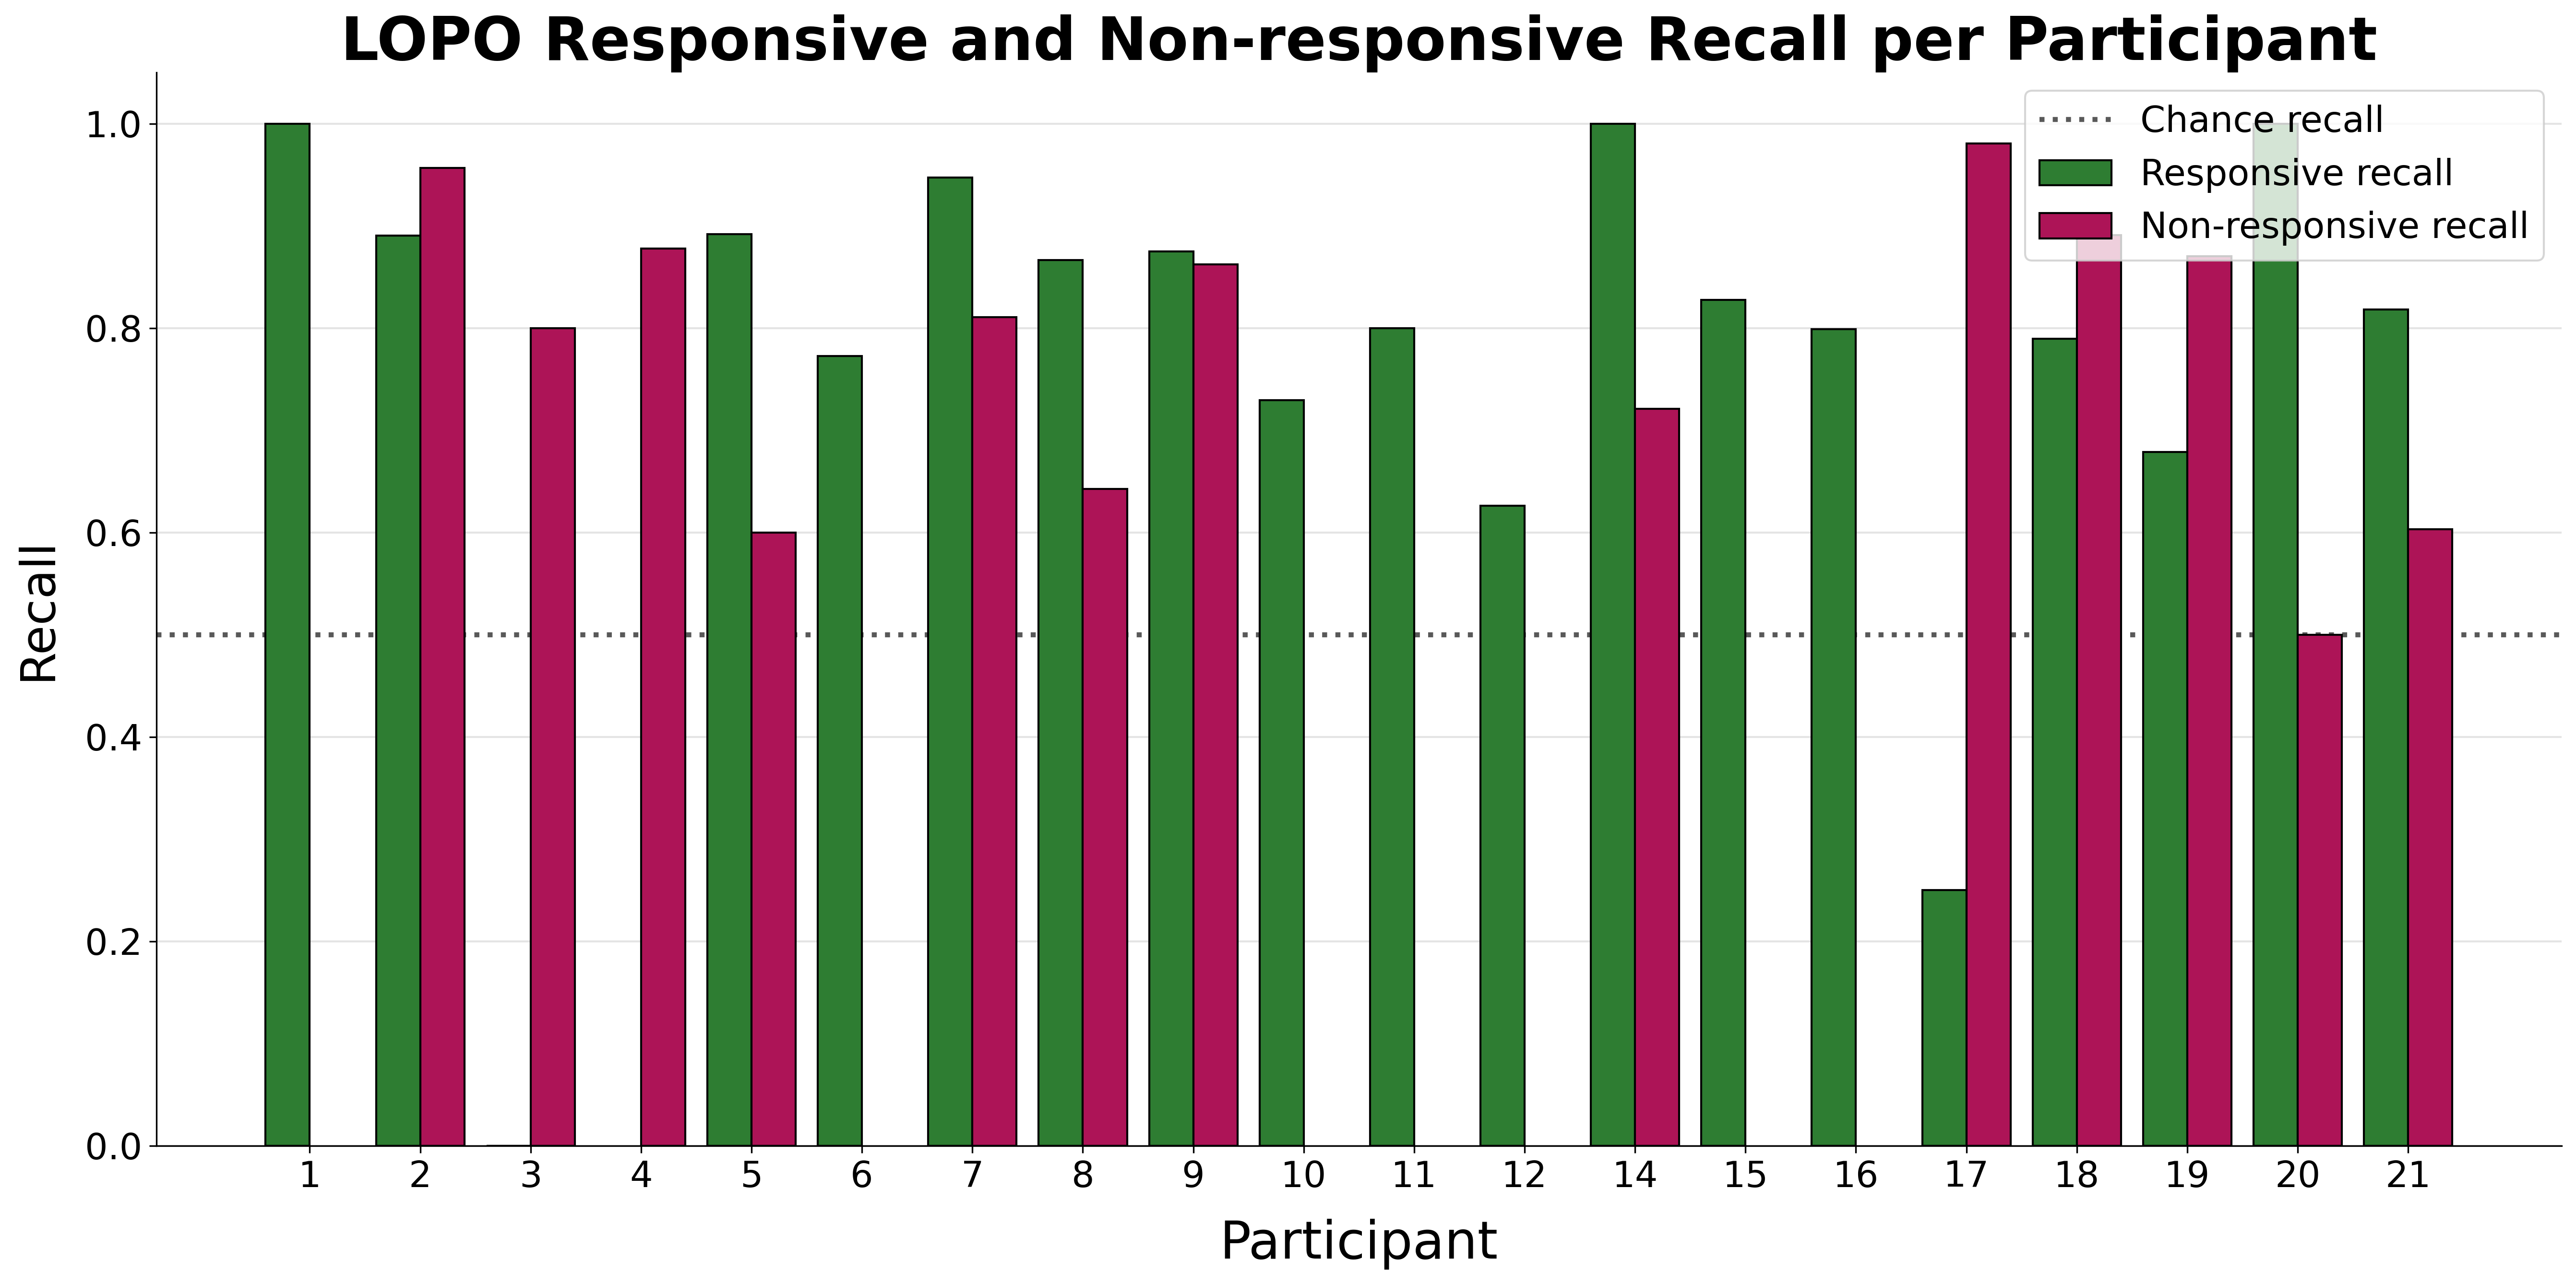 LOPO Responsive and Non-responsive Recall per Participant
Chance recall
Responsive recall
Non-responsive recall
1.0
0.8
0.6
0.4
0.2
0.0
Recall
1 2 3 4 5 6 7 8 9 10 11 12 14 15 16 17 18 19 20 21
Participant